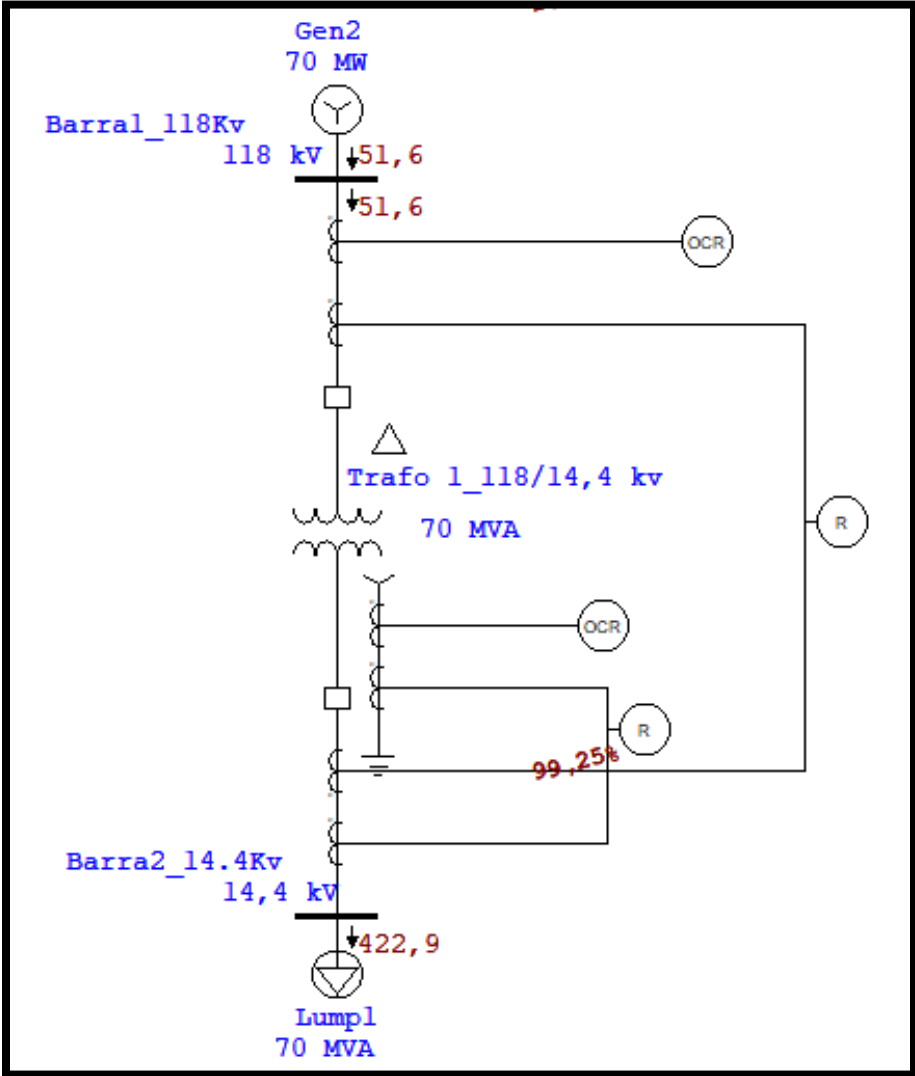 Gen2
70 MW
Barra1_118Kv
118 kV
51,6
51,6
OCR
Trafo 1_118/14,4 kv
70 MVA
R
OCR
R
99,25%
Barra2_14.4Kv
14,4 kV
422,9
Lump1
70 MVA